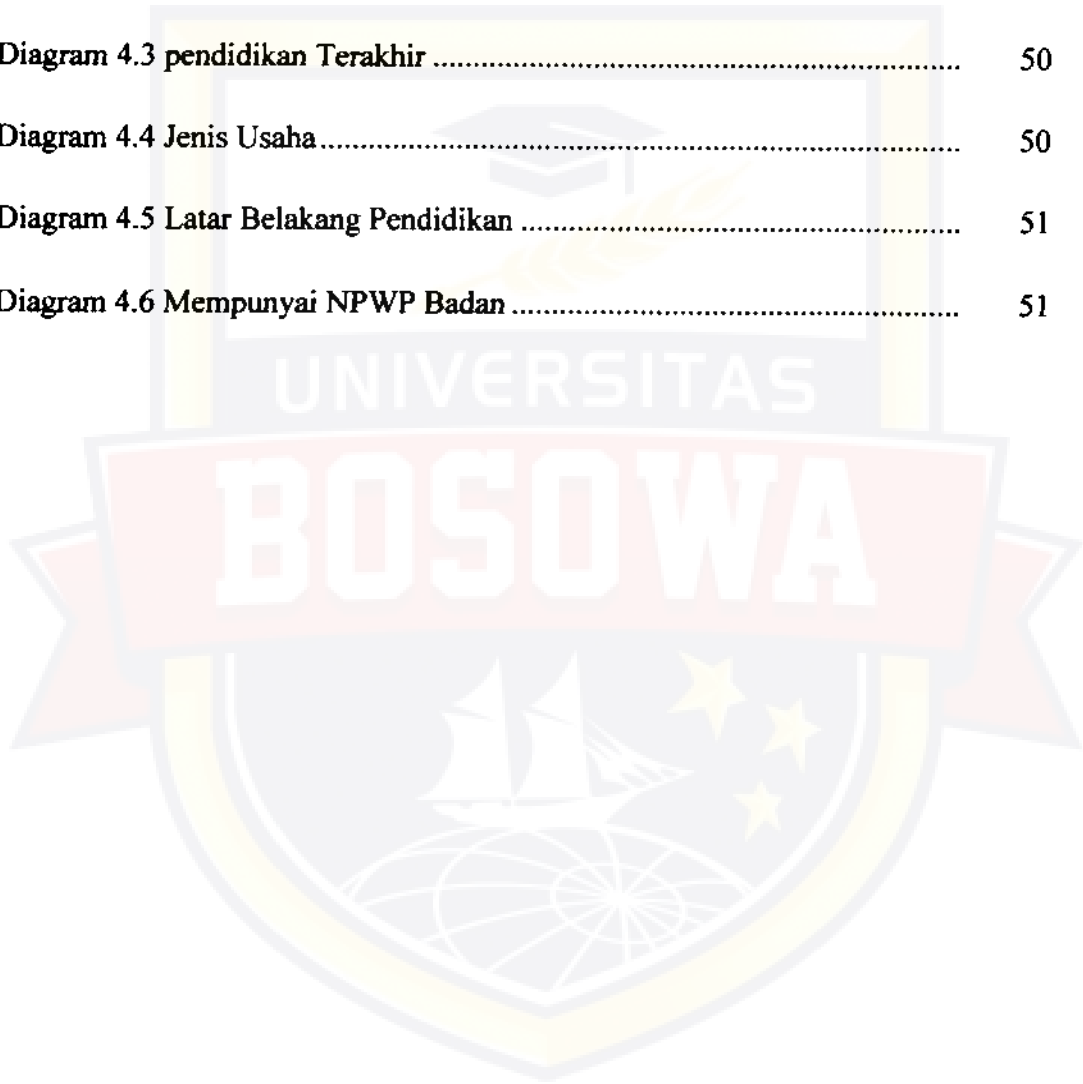 Diagram 4.3 pendidikan Terakhir ........................................................................ 50
Diagram 4.4 Jenis Usaha ........................................................................ 50
Diagram 4.5 Latar Belakang Pendidikan ........................................................................ 51
Diagram 4.6 Mempunyai NPWP Badan ........................................................................ 51
UNIVERSITAS
BOSOWA